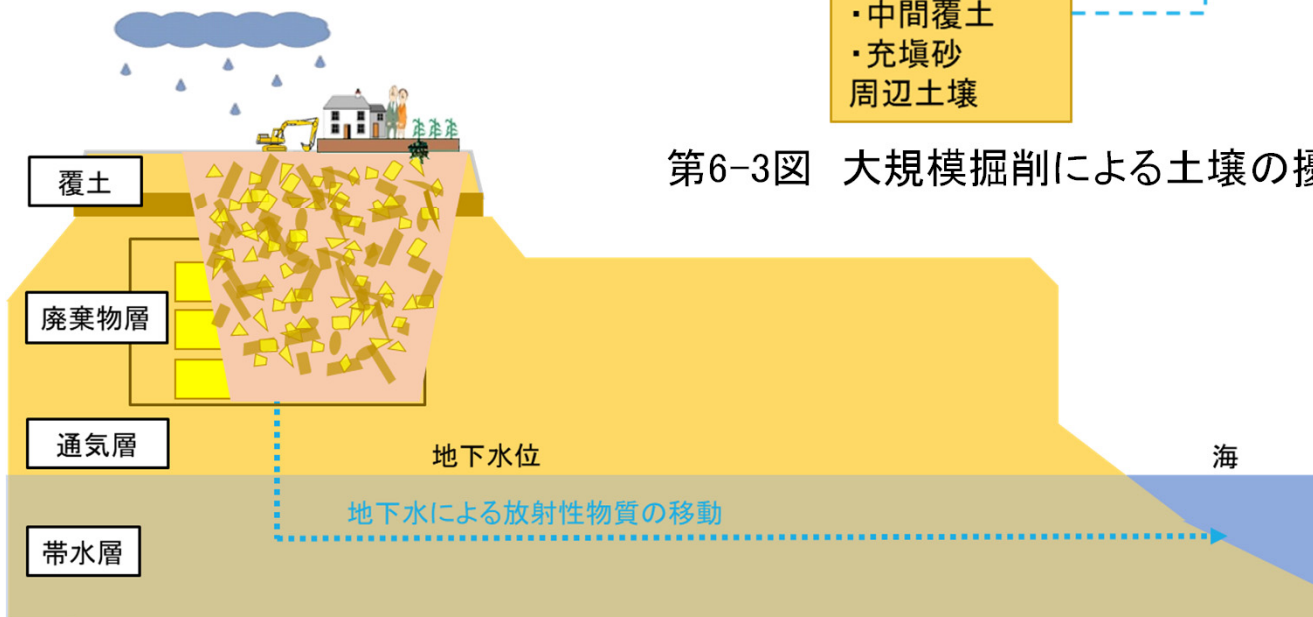 ・中間覆土
・充塡砂
周辺土壌
第6-3図 大規模掘削による土壌の擾
覆土
廃棄物層
通気層
地下水位
海
地下水による放射性物質の移動
帯水層